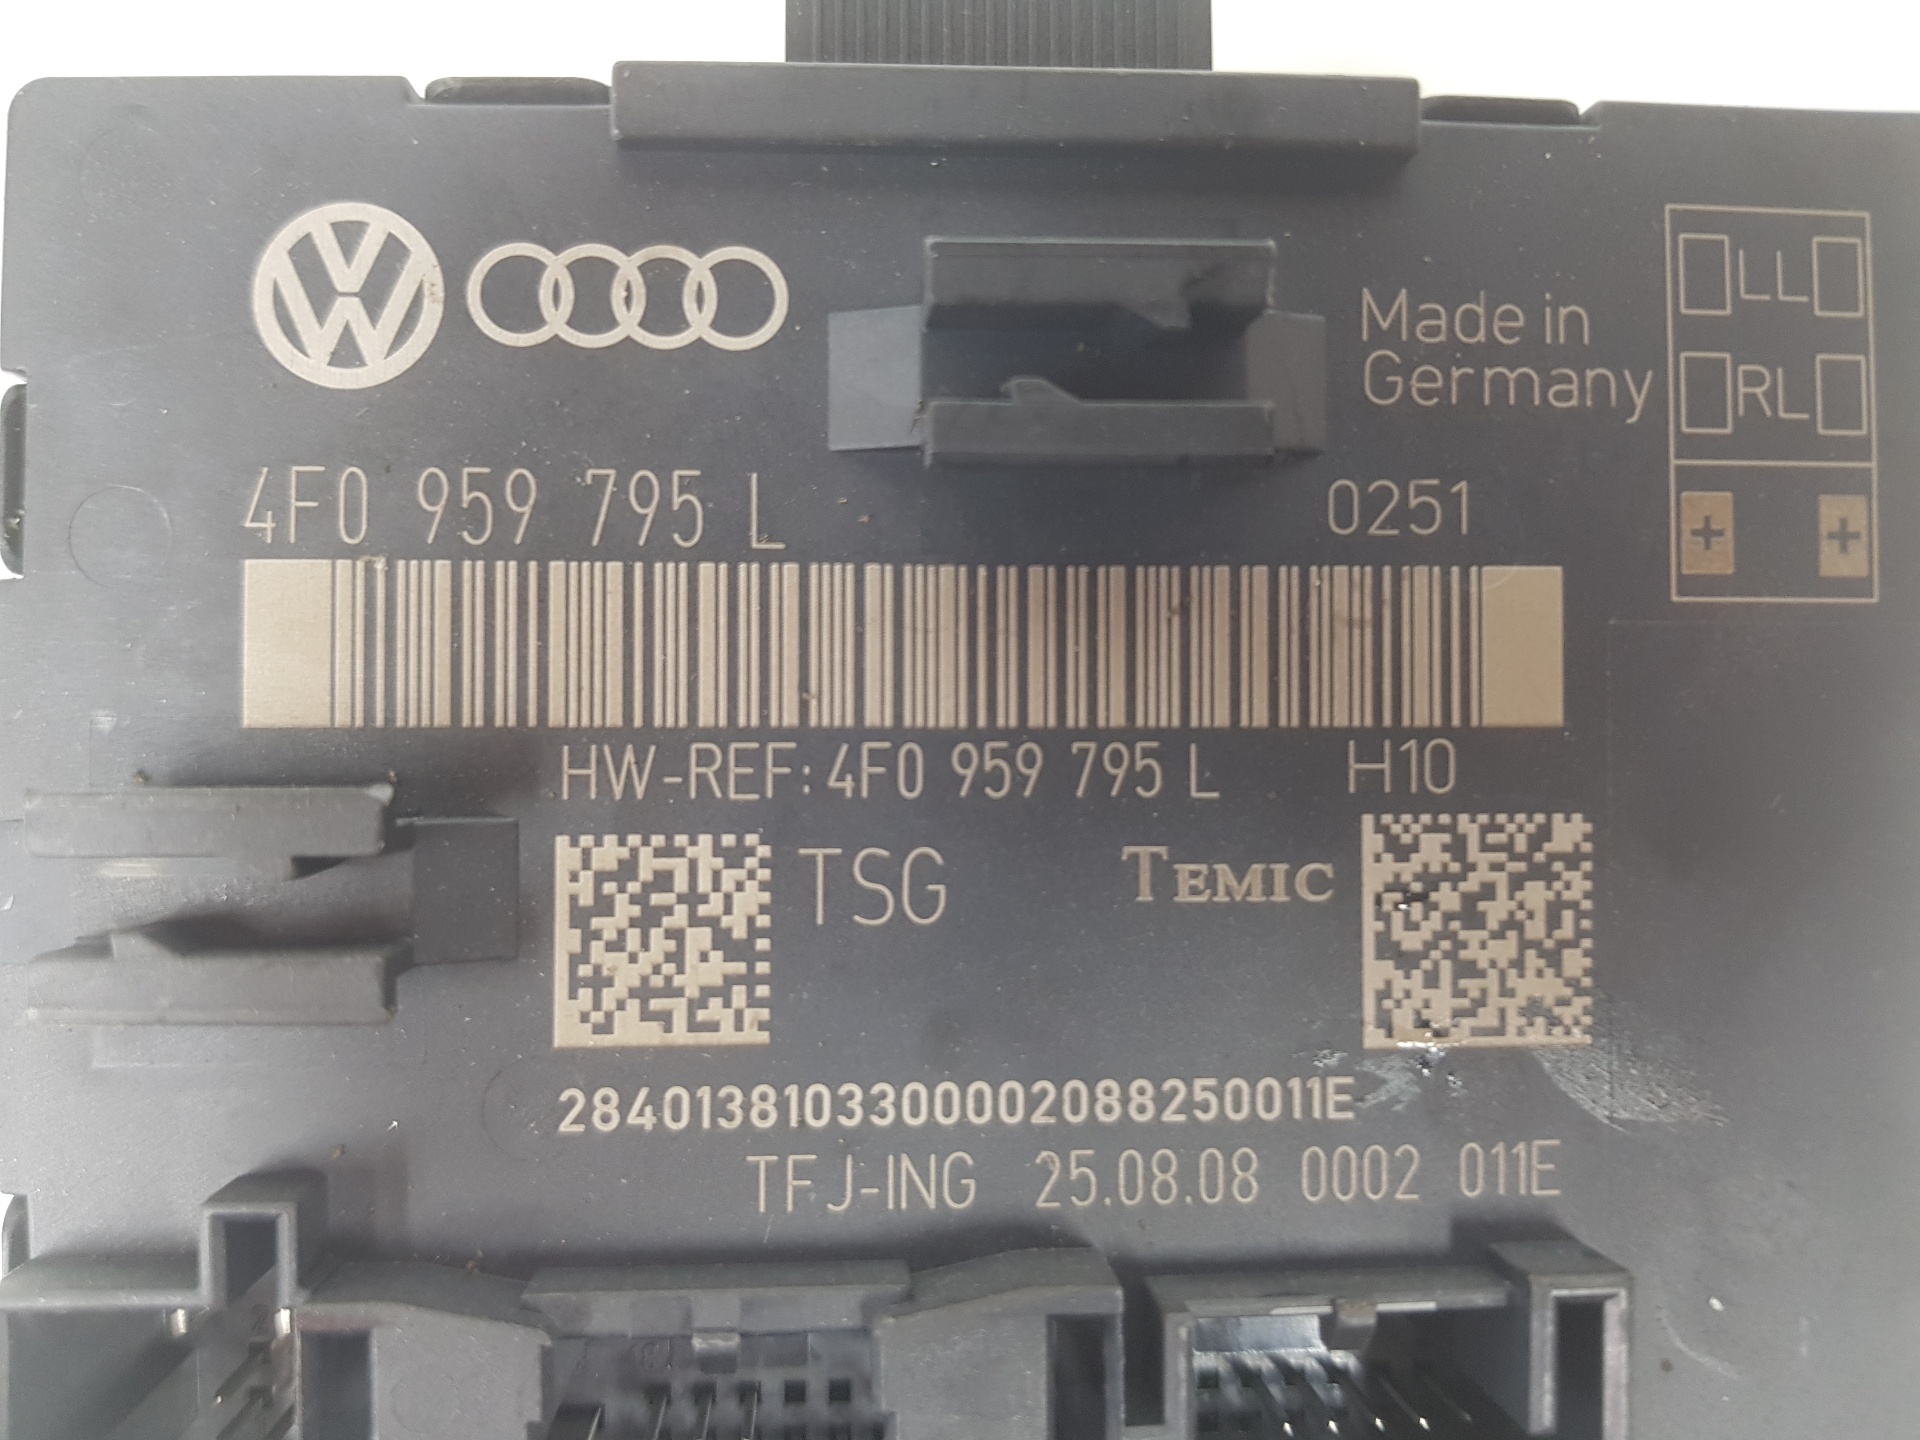 Made in
Germany
LL
RL
+ +
4F0 959 795 L 0251
HW-REF: 4F0 959 795 L H10
TSG TEMIC
2840138103300002088250011E
TFJ-ING 25.08.08 0002 011E